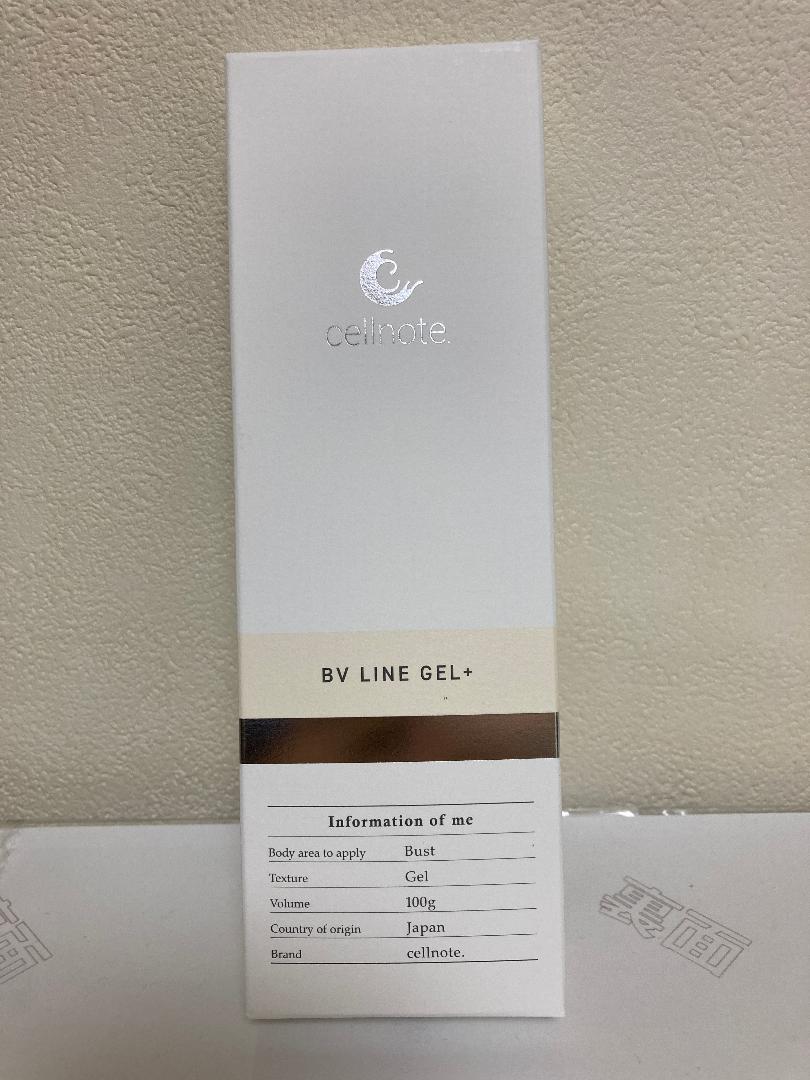 cellnote.
BV LINE GEL+
Information of me
Body area to apply Bust
Texture Gel
Volume 100g
Country of origin Japan
Brand cellnote.
裏面
面